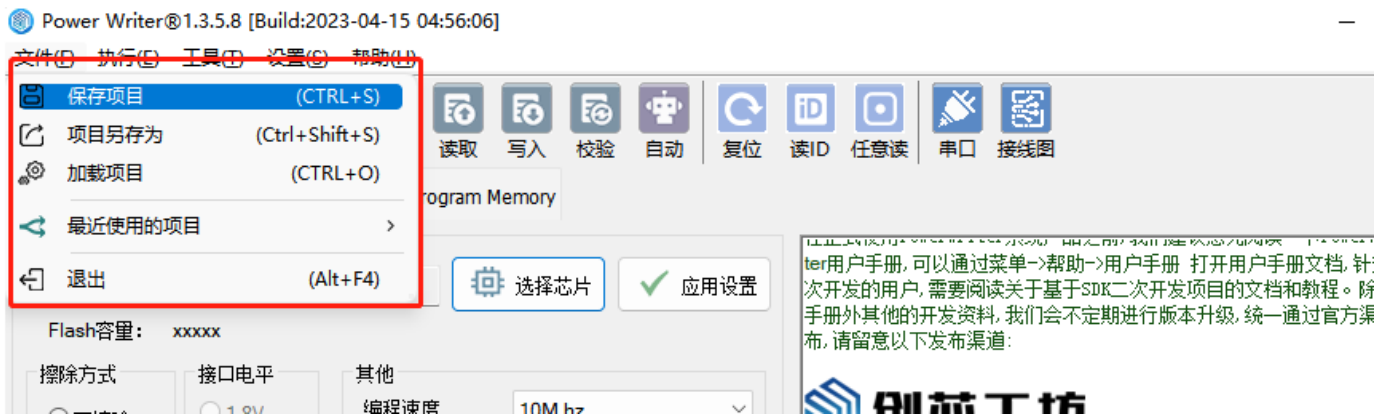 Power Writer®1.3.5.8 [Build:2023-04-15 04:56:06]
文件(F) 执行(E) 工具(T) 设置(S) 帮助(H)
保存项目 (CTRL+S)
项目另存为 (Ctrl+Shift+S)
加载项目 (CTRL+O)
最近使用的项目
退出 (Alt+F4)
读取 写入 校验 自动 复位 读ID 任意读 串口 接线图
rogram Memory
选择芯片 应用设置
Flash容量: xxxxx
擦除方式 接口电平 其他
1.8V 编程速度 10M hz
ter用户手册,可以通过菜单->帮助->用户手册 打开用户手册文档,针
次开发的用户,需要阅读关于基于SDK二次开发项目的文档和教程。除
手册外其他的开发资料,我们会不定期进行版本升级,统一通过官方渠
布,请留意以下发布渠道:
创芯工坊